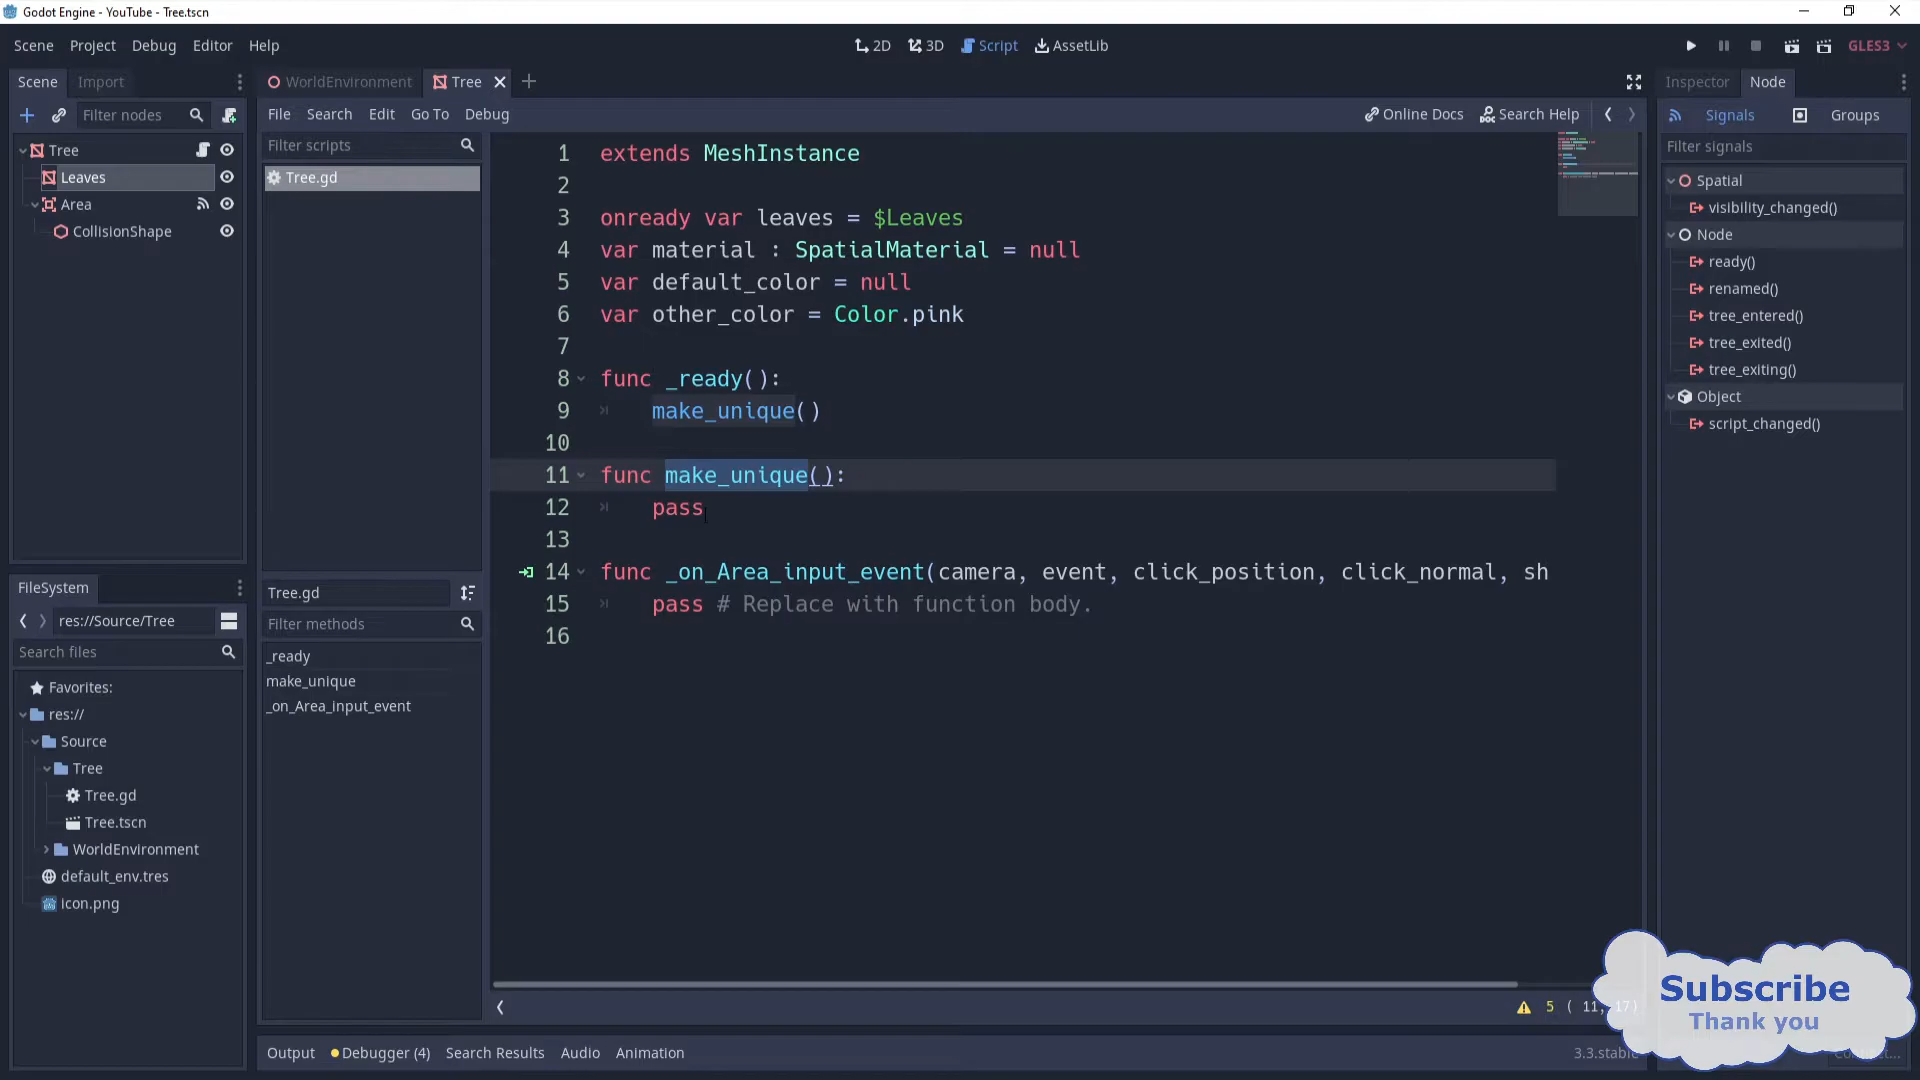 Godot Engine - YouTube - Tree.tscn
Scene Project Debug Editor Help
2D 3D Script AssetLib
GLES3
Scene Import
WorldEnvironment Tree
Inspector Node
Filter nodes
File Search Edit Go To Debug
Online Docs Search Help
Signals Groups
Tree
Leaves
Area
CollisionShape
Filter scripts
Tree.gd
1 extends MeshInstance
2
3 onready var leaves = $Leaves
4 var material : SpatialMaterial = null
5 var default_color = null
6 var other_color = Color.pink
7
8 func _ready():
9 make_unique()
10
11 func make_unique():
12 pass
13
14 func _on_Area_input_event(camera, event, click_position, click_normal, sh
15 pass # Replace with function body.
16
Filter signals
Spatial
visibility_changed()
Node
ready()
renamed()
tree_entered()
tree_exited()
tree_exiting()
Object
script_changed()
FileSystem
res://Source/Tree
Search files
Favorites:
res://
Source
Tree
Tree.gd
Tree.tscn
WorldEnvironment
default_env.tres
icon.png
Tree.gd
Filter methods
_ready
make_unique
_on_Area_input_event
5 ( 11, 17)
Output Debugger (4) Search Results Audio Animation
3.3.stable
Subscribe
Thank you